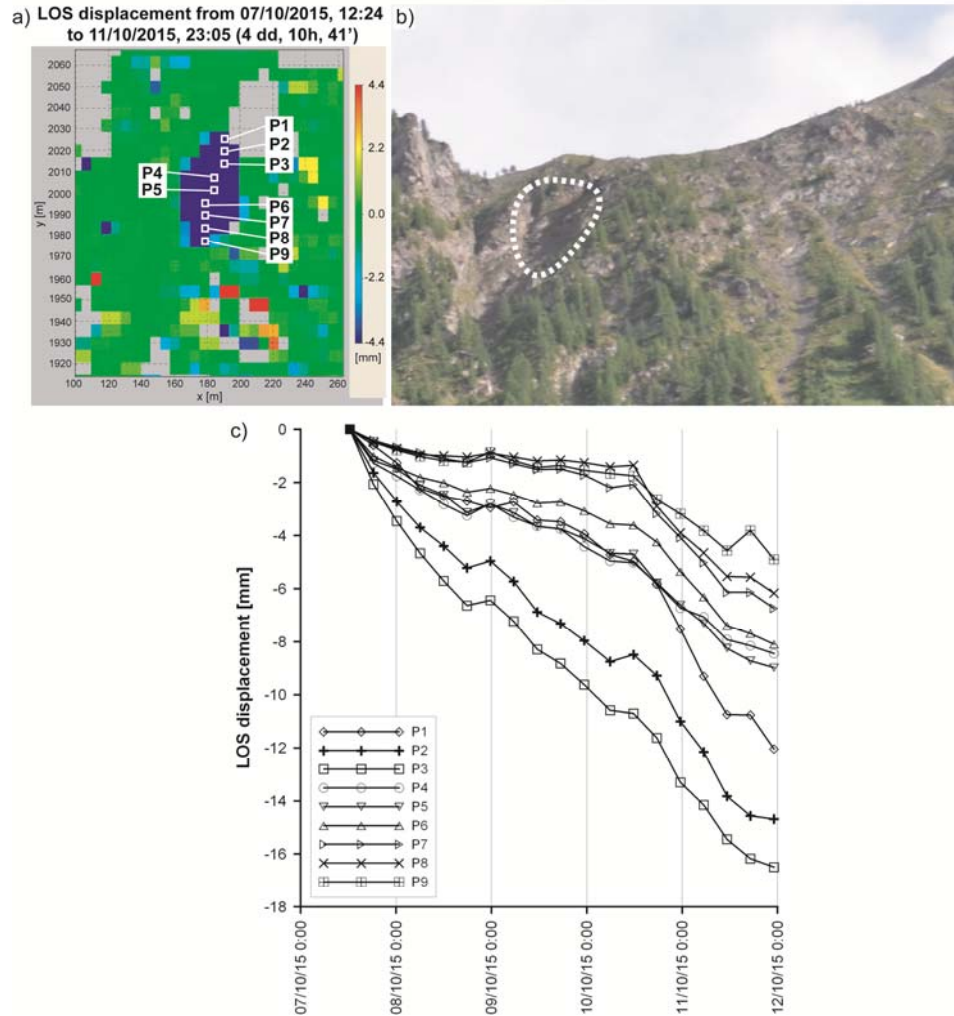 a) LOS displacement from 07/10/2015, 12:24
to 11/10/2015, 23:05 (4 dd, 10h, 41')
b)
2060
2050
2040
2030
2020
2010
2000
1990
1980
1970
1960
1950
1940
1930
1920
y [m]
100 120 140 160 180 200 220 240 260
x [m]
P1
P2
P3
P4
P5
P6
P7
P8
P9
4.4
2.2
0.0
-2.2
-4.4
[mm]
c)
0
-2
-4
-6
-8
-10
-12
-14
-16
-18
LOS displacement [mm]
P1
P2
P3
P4
P5
P6
P7
P8
P9
07/10/15 0:00
08/10/15 0:00
09/10/15 0:00
10/10/15 0:00
11/10/15 0:00
12/10/15 0:00